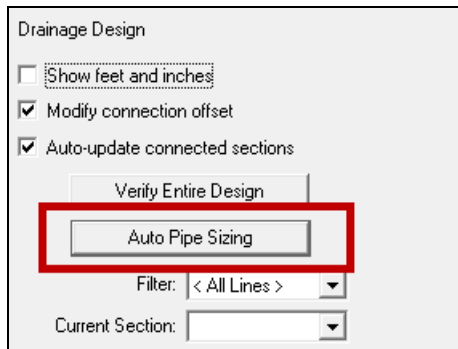 Drainage Design
Show feet and inches
Modify connection offset
Auto-update connected sections
Verify Entire Design
Auto Pipe Sizing
Filter: < All Lines >
Current Section: